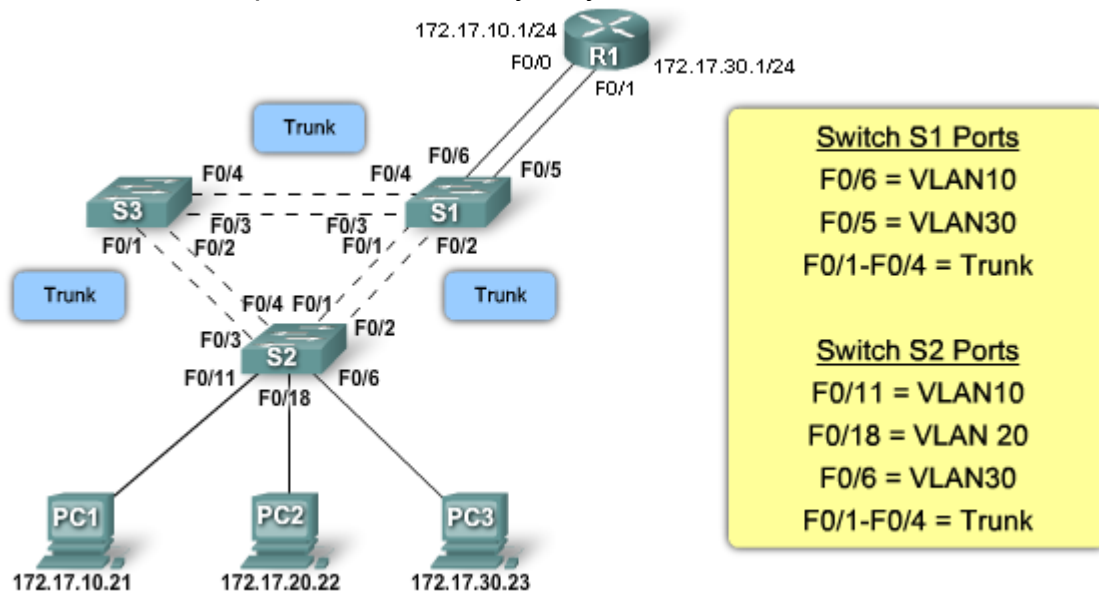 172.17.10.1/24
R1
F0/0
172.17.30.1/24
F0/1
Trunk
F0/6
F0/4
F0/4
F0/5
S3
S1
F0/3
F0/3
F0/1
F0/2
F0/1
F0/2
Trunk
Trunk
F0/4
F0/1
F0/3
F0/2
S2
F0/11
F0/6
F0/18
PC1
PC2
PC3
172.17.10.21
172.17.20.22
172.17.30.23
Switch S1 Ports
F0/6 = VLAN10
F0/5 = VLAN30
F0/1-F0/4 = Trunk
Switch S2 Ports
F0/11 = VLAN10
F0/18 = VLAN 20
F0/6 = VLAN30
F0/1-F0/4 = Trunk